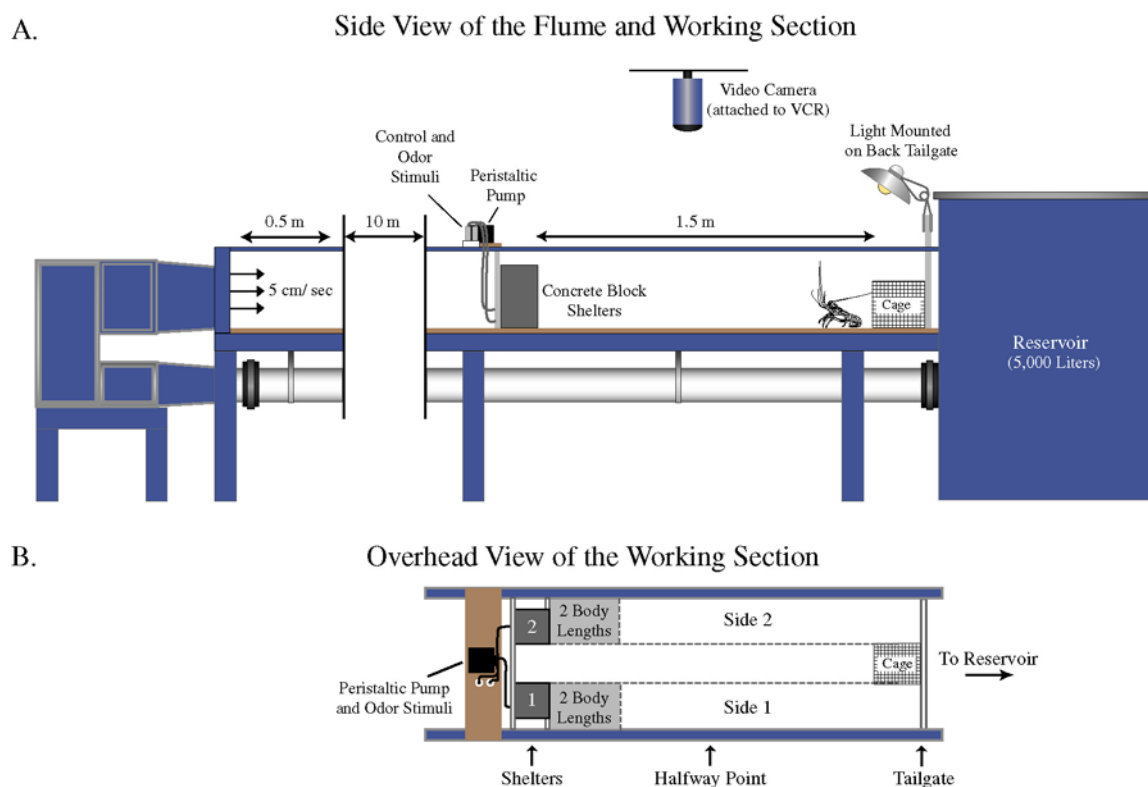 A.
Side View of the Flume and Working Section
Video Camera
(attached to VCR)
Light Mounted
on Back Tailgate
Control and
Odor
Stimuli
Peristaltic
Pump
0.5 m
10 m
1.5 m
5 cm/ sec
Concrete Block
Shelters
Cage
Reservoir
(5,000 Liters)
B.
Overhead View of the Working Section
2
2 Body
Lengths
Side 2
Cage
To Reservoir
Peristaltic Pump
and Odor Stimuli
1
2 Body
Lengths
Side 1
Shelters
Halfway Point
Tailgate